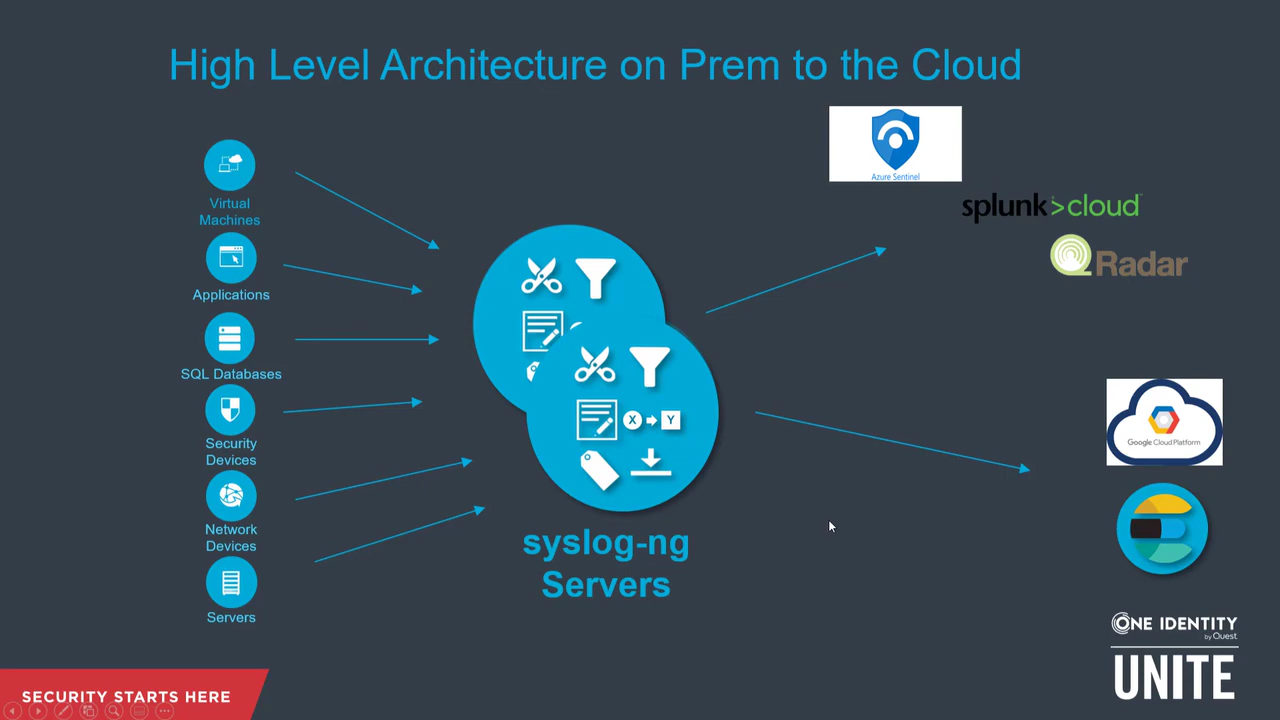 High Level Architecture on Prem to the Cloud
Virtual
Machines
Applications
SQL Databases
Security
Devices
Network
Devices
Servers
X
Y
syslog-ng
Servers
Azure Sentinel
splunk>cloud
QRadar
Google Cloud Platform
ONE IDENTITY
by Quest
UNITE
SECURITY STARTS HERE